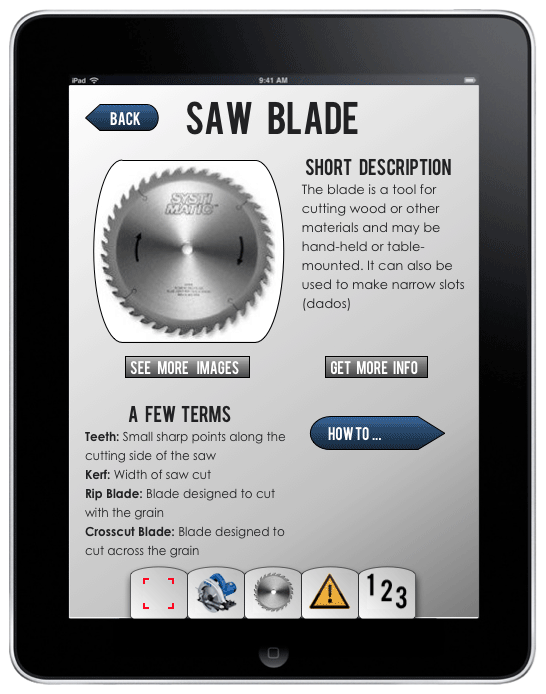 iPad
9:41 AM
BACK
SAW BLADE
SYSTI
MATIC
SHORT DESCRIPTION
The blade is a tool for
cutting wood or other
materials and may be
hand-held or table-
mounted. It can also be
used to make narrow slots
(dados)
SEE MORE IMAGES
GET MORE INFO
A FEW TERMS
Teeth: Small sharp points along the
cutting side of the saw
Kerf: Width of saw cut
Rip Blade: Blade designed to cut
with the grain
Crosscut Blade: Blade designed to
cut across the grain
HOW TO ...
1 2 3